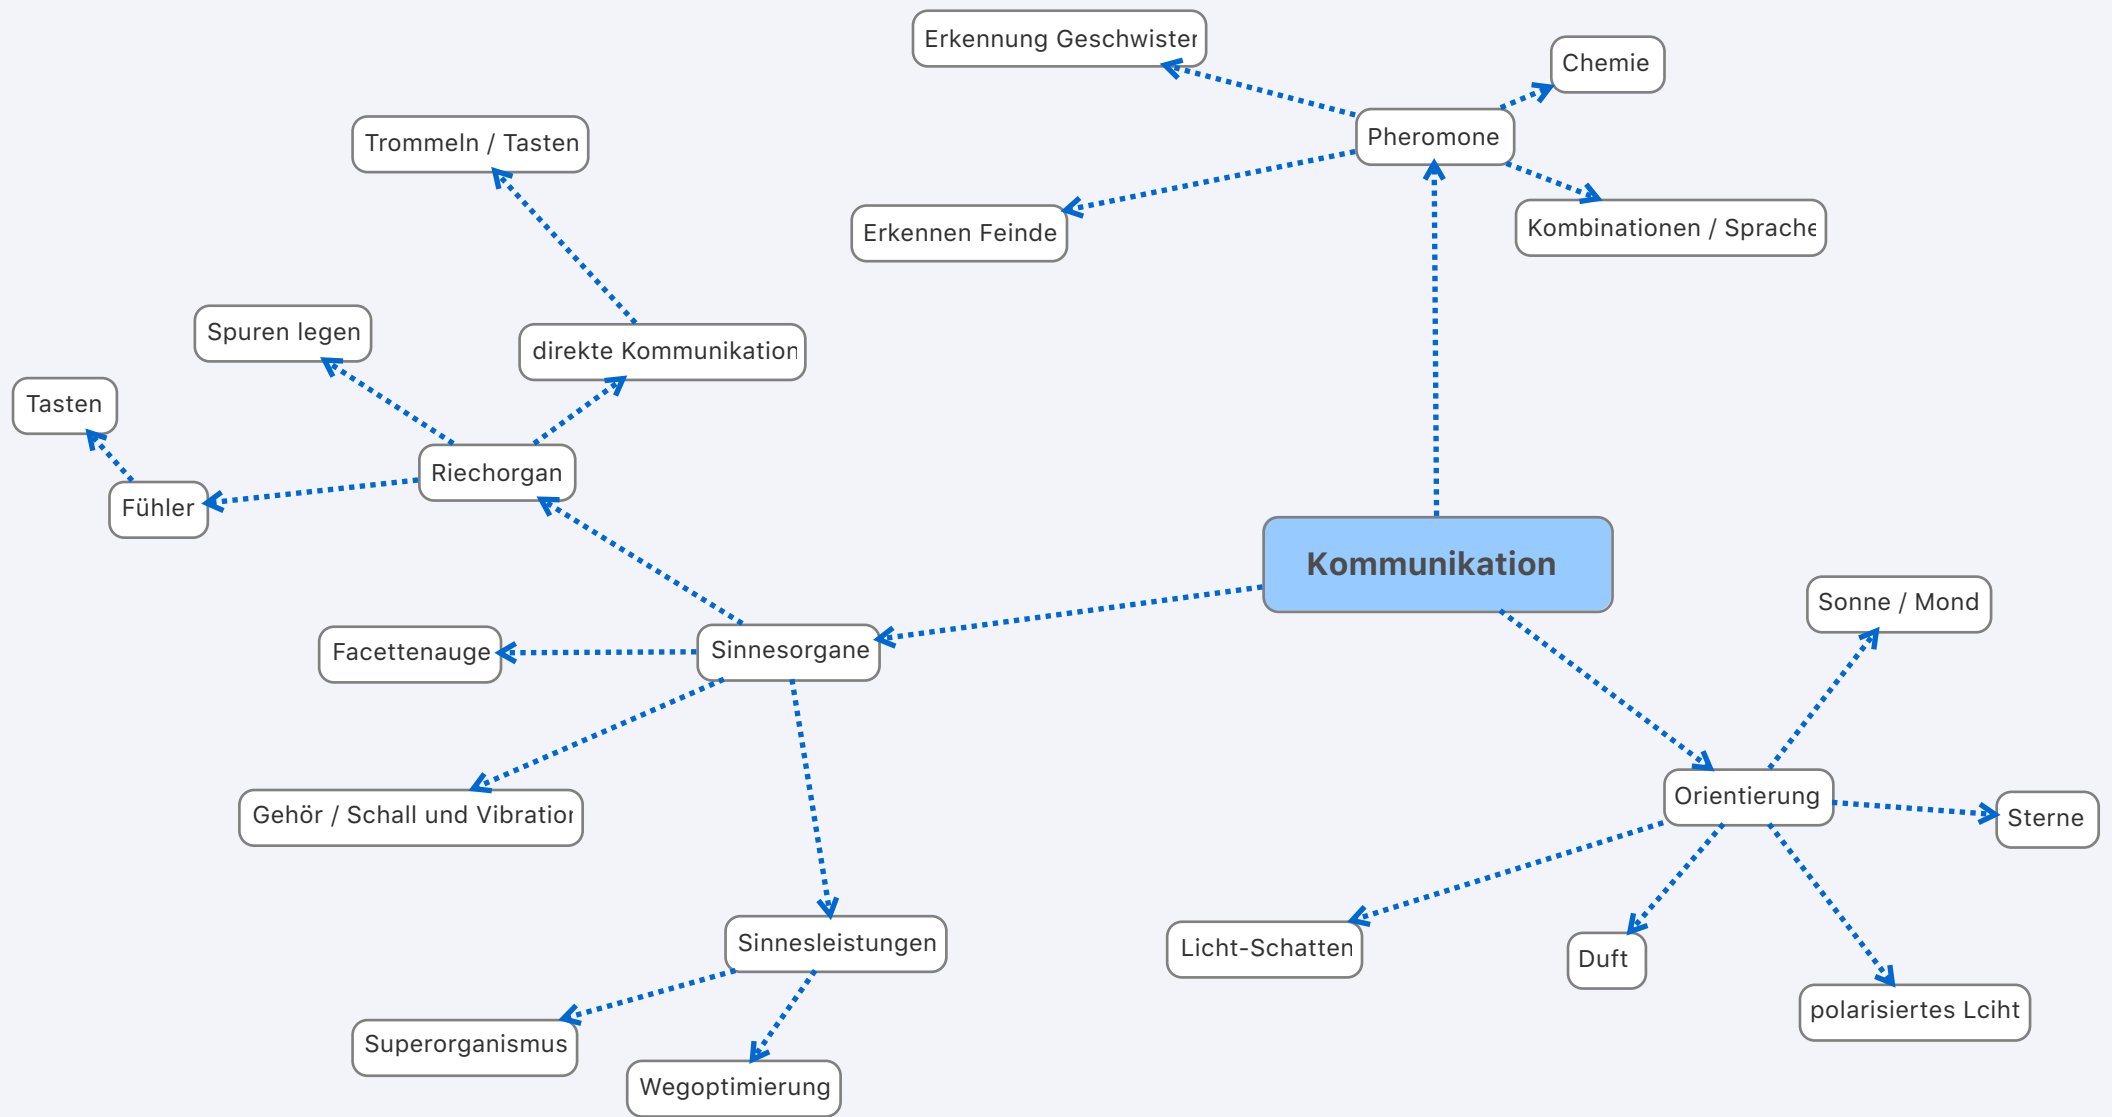 Erkennung Geschwister
Chemie
Pheromone
Trommeln / Tasten
Erkennen Feinde
Kombinationen / Sprache
Spuren legen
direkte Kommunikation
Tasten
Riechorgan
Fühler
Kommunikation
Sonne / Mond
Facettenauge
Sinnesorgane
Orientierung
Gehör / Schall und Vibration
Sterne
Sinnesleistungen
Licht-Schatten
Duft
polarisiertes Lciht
Superorganismus
Wegoptimierung